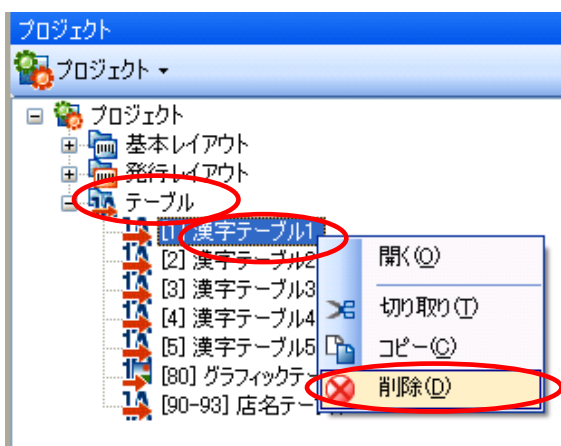 プロジェクト
プロジェクト
プロジェクト
基本レイアウト
発行レイアウト
テーブル
[1] 漢字テーブル1
[2] 漢字テーブル2
[3] 漢字テーブル3
[4] 漢字テーブル4
[5] 漢字テーブル5
[80] グラフィックテー
[90-93] 店名テー
開く(O)
切り取り(T)
コピー(C)
削除(D)